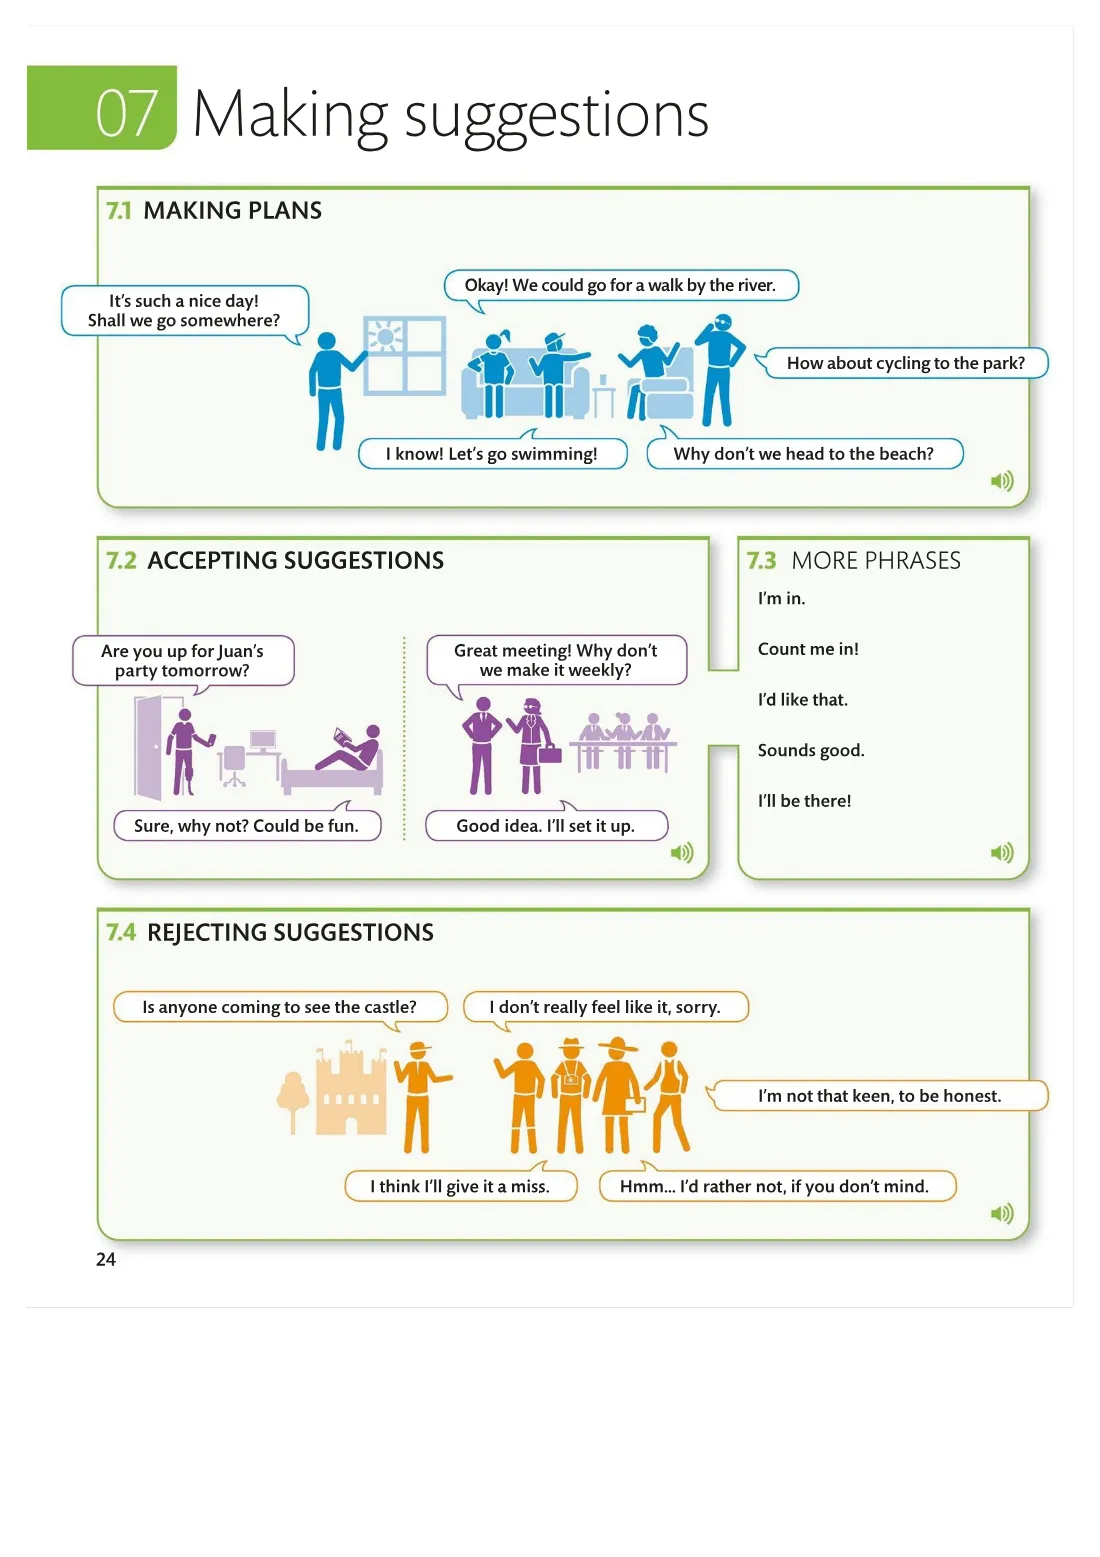 07 Making suggestions
7.1 MAKING PLANS
It's such a nice day!
Shall we go somewhere?
Okay! We could go for a walk by the river.
How about cycling to the park?
I know! Let's go swimming!
Why don't we head to the beach?
7.2 ACCEPTING SUGGESTIONS
Are you up for Juan's
party tomorrow?
Sure, why not? Could be fun.
Great meeting! Why don't
we make it weekly?
Good idea. I'll set it up.
7.3 MORE PHRASES
I'm in.
Count me in!
I'd like that.
Sounds good.
I'll be there!
7.4 REJECTING SUGGESTIONS
Is anyone coming to see the castle?
I don't really feel like it, sorry.
I'm not that keen, to be honest.
I think I'll give it a miss.
Hmm... I'd rather not, if you don't mind.
24